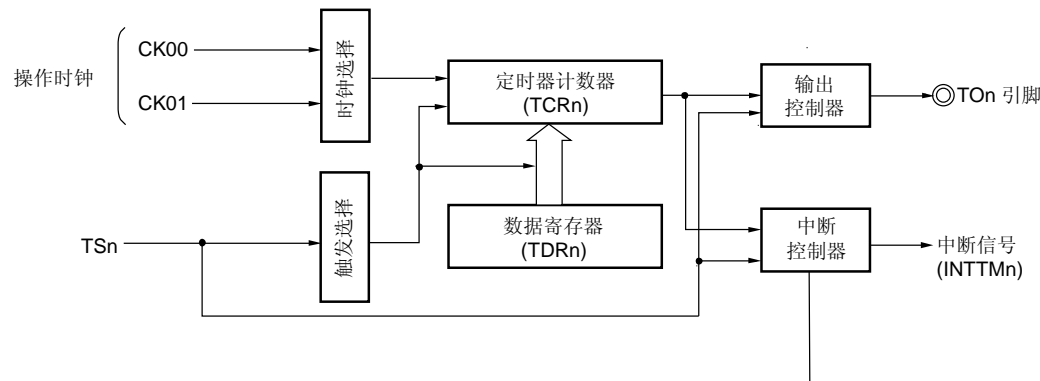 操作时钟
CK00
CK01
时钟选择
定时器计数器
(TCRn)
输出
控制器
TOn 引脚
TSn
触发选择
数据寄存器
(TDRn)
中断
控制器
中断信号
(INTTMn)